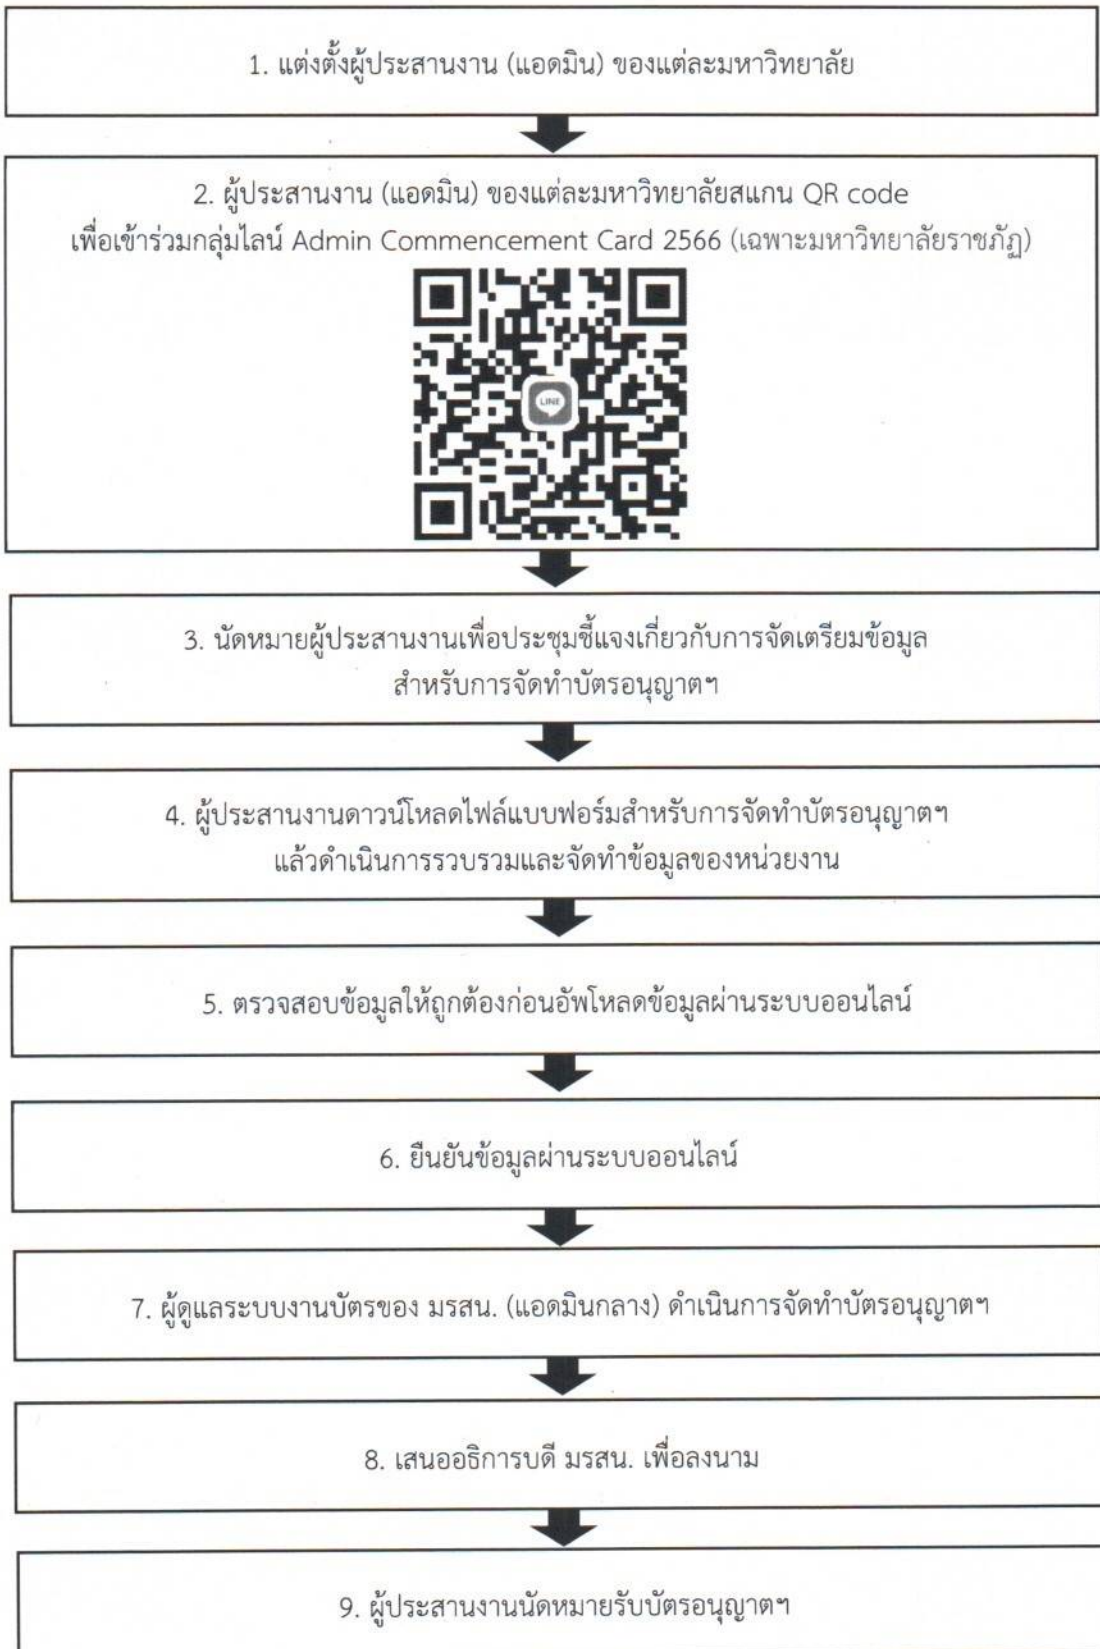 1. แต่งตั้งผู้ประสานงาน (แอดมิน) ของแต่ละมหาวิทยาลัย
2. ผู้ประสานงาน (แอดมิน) ของแต่ละมหาวิทยาลัยสแกน QR code
เพื่อเข้าร่วมกลุ่มไลน์ Admin Commencement Card 2566 (เฉพาะมหาวิทยาลัยราชภัฏ)
LINE
3. นัดหมายผู้ประสานงานเพื่อประชุมชี้แจงเกี่ยวกับการจัดเตรียมข้อมูล
สำหรับการจัดทำบัตรอนุญาตฯ
4. ผู้ประสานงานดาวน์โหลดไฟล์แบบฟอร์มสำหรับการจัดทำบัตรอนุญาตฯ
แล้วดำเนินการรวบรวมและจัดทำข้อมูลของหน่วยงาน
5. ตรวจสอบข้อมูลให้ถูกต้องก่อนอัพโหลดข้อมูลผ่านระบบออนไลน์
6. ยืนยันข้อมูลผ่านระบบออนไลน์
7. ผู้ดูแลระบบงานบัตรของ มรสน. (แอดมินกลาง) ดำเนินการจัดทำบัตรอนุญาตฯ
8. เสนออธิการบดี มรสน. เพื่อลงนาม
9. ผู้ประสานงานนัดหมายรับบัตรอนุญาตฯ